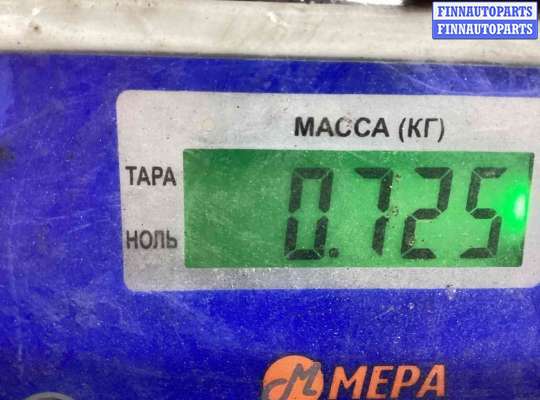 FINNAUTOPARTS
FINNAUTOPARTS
МАССА (КГ)
ТАРА
0.725
НОЛЬ
МЕРА